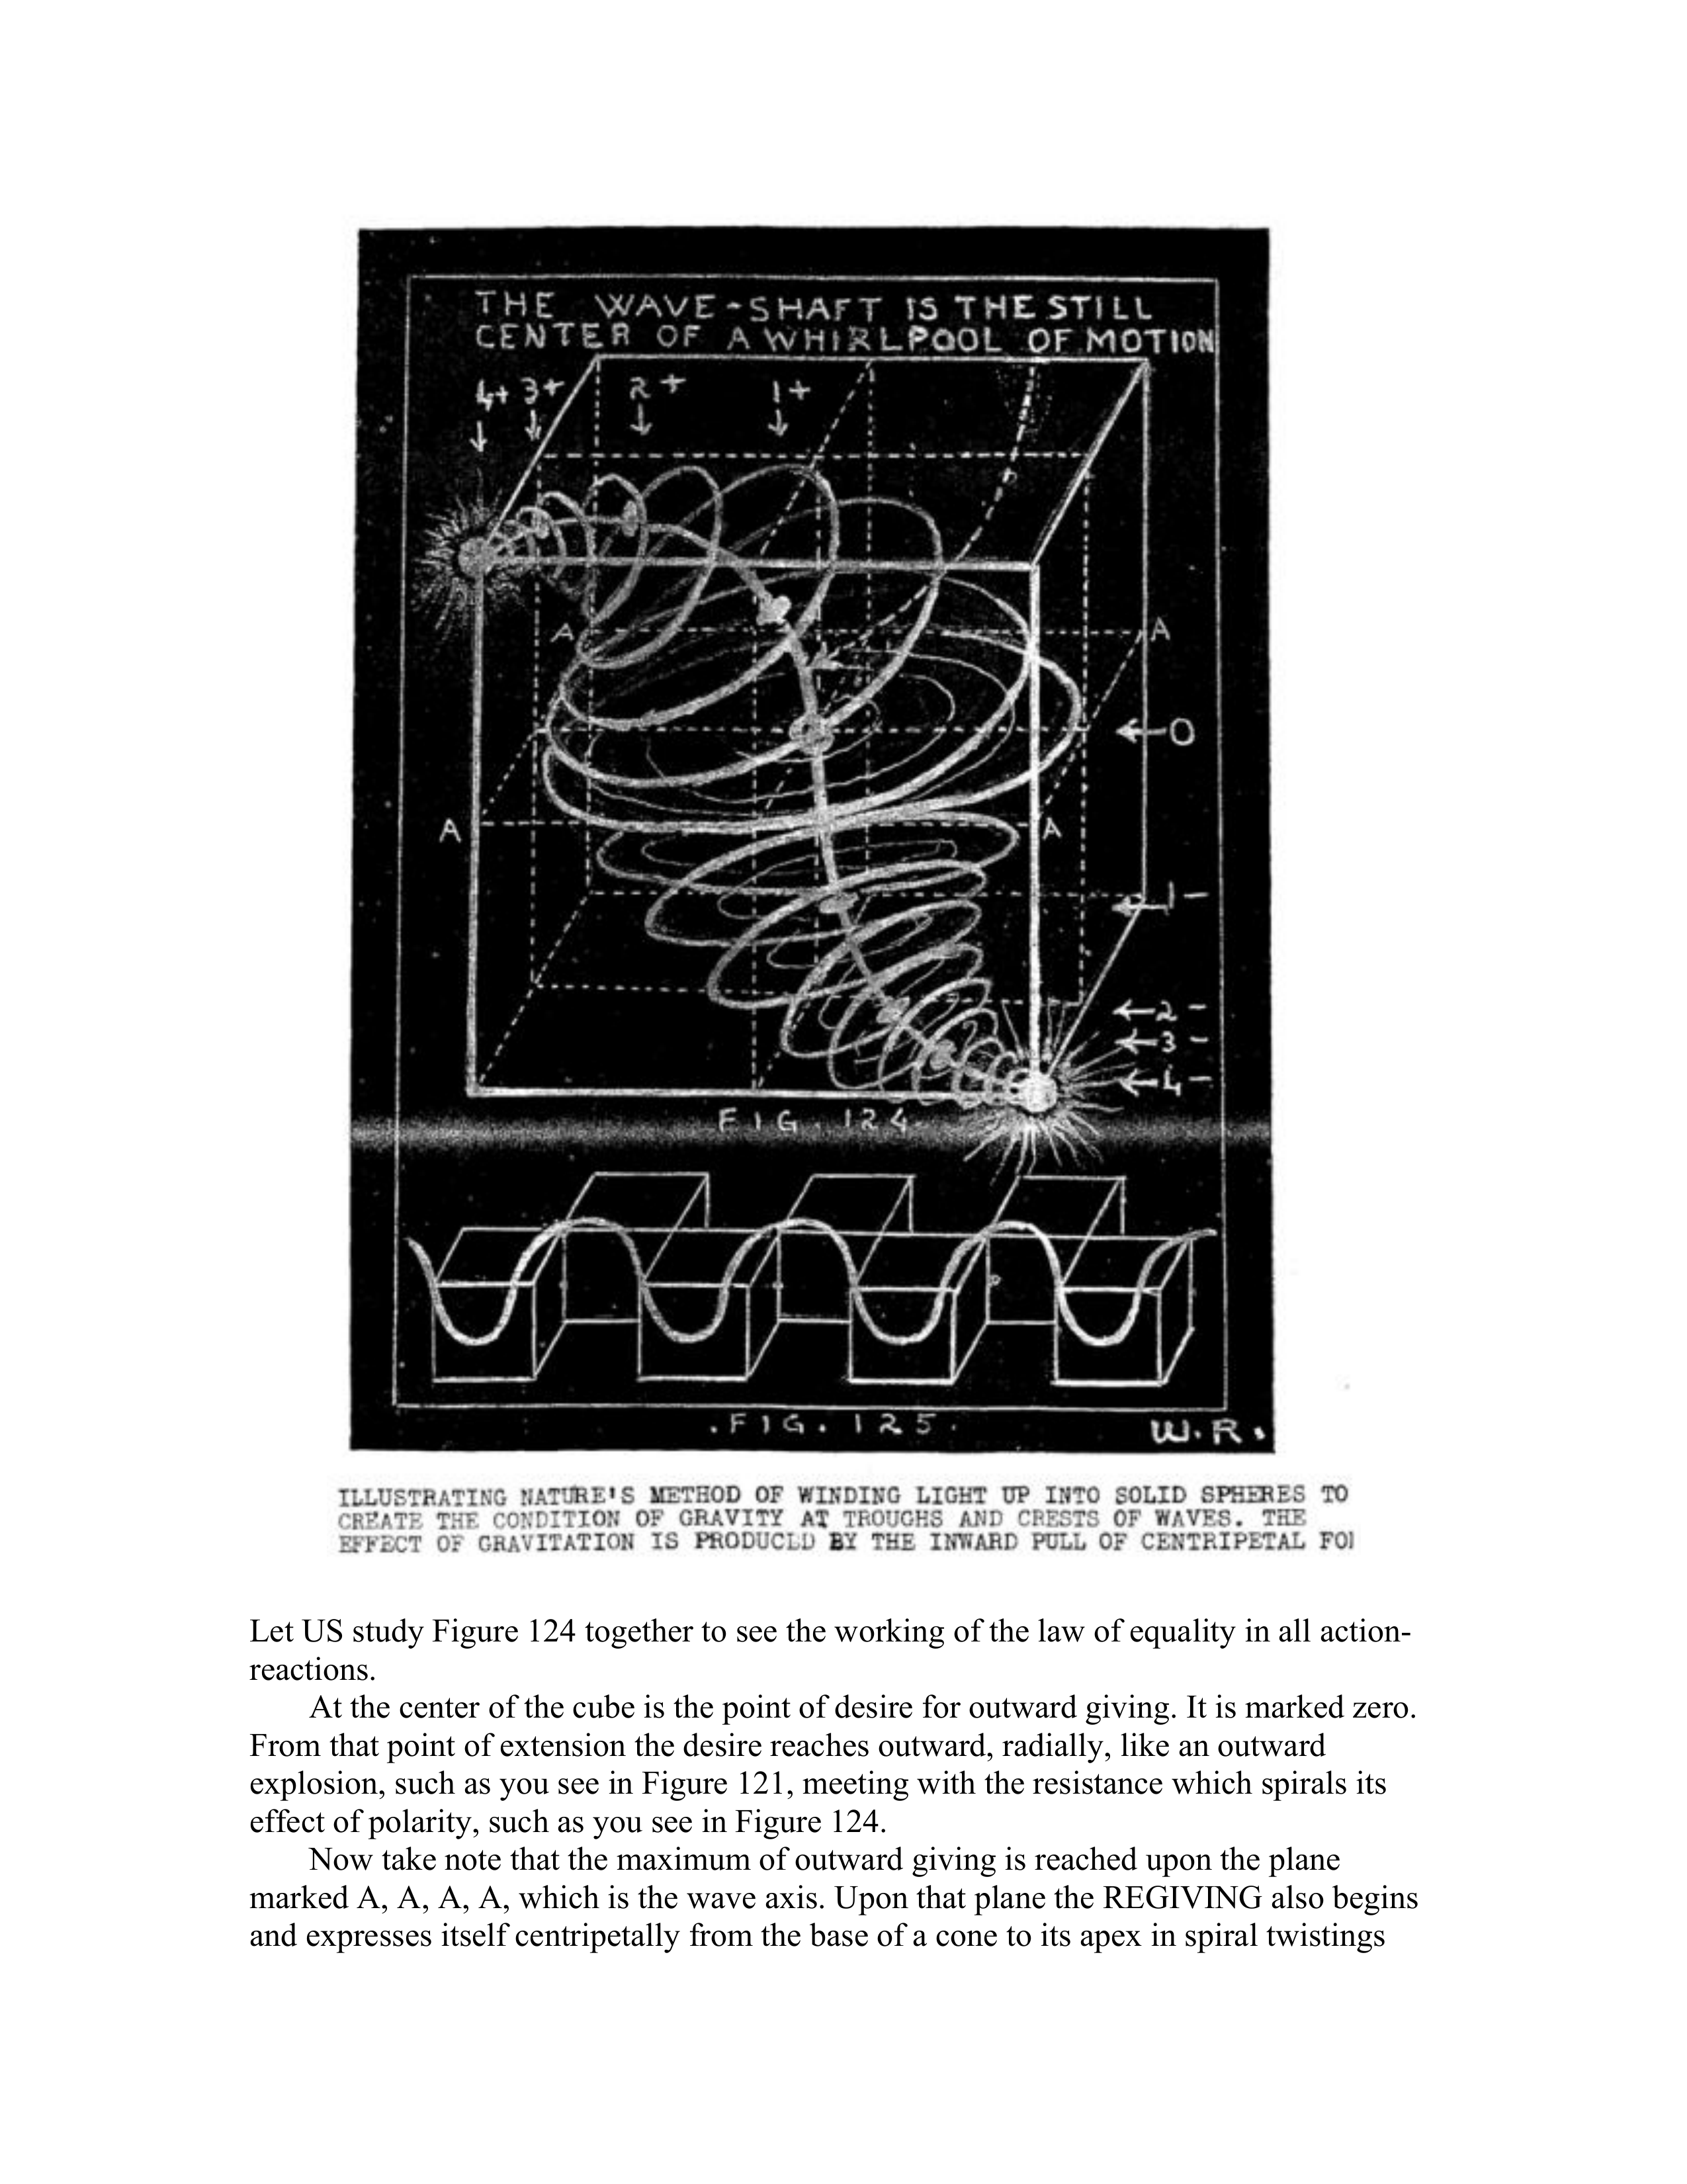 THE WAVE-SHAFT IS THE STILL
CENTER OF A WHIRLPOOL OF MOTION
4+ 3+ 2+ 1+
A A
0
A A
1-
2-
3-
4-
FIG. 124.
.FIG. 125.
W.R.
ILLUSTRATING NATURE'S METHOD OF WINDING LIGHT UP INTO SOLID SPHERES TO
CREATE THE CONDITION OF GRAVITY AT TROUGHS AND CRESTS OF WAVES. THE
EFFECT OF GRAVITATION IS PRODUCED BY THE INWARD PULL OF CENTRIPETAL FO
Let US study Figure 124 together to see the working of the law of equality in all action-
reactions.
At the center of the cube is the point of desire for outward giving. It is marked zero.
From that point of extension the desire reaches outward, radially, like an outward
explosion, such as you see in Figure 121, meeting with the resistance which spirals its
effect of polarity, such as you see in Figure 124.
Now take note that the maximum of outward giving is reached upon the plane
marked A, A, A, A, which is the wave axis. Upon that plane the REGIVING also begins
and expresses itself centripetally from the base of a cone to its apex in spiral twistings